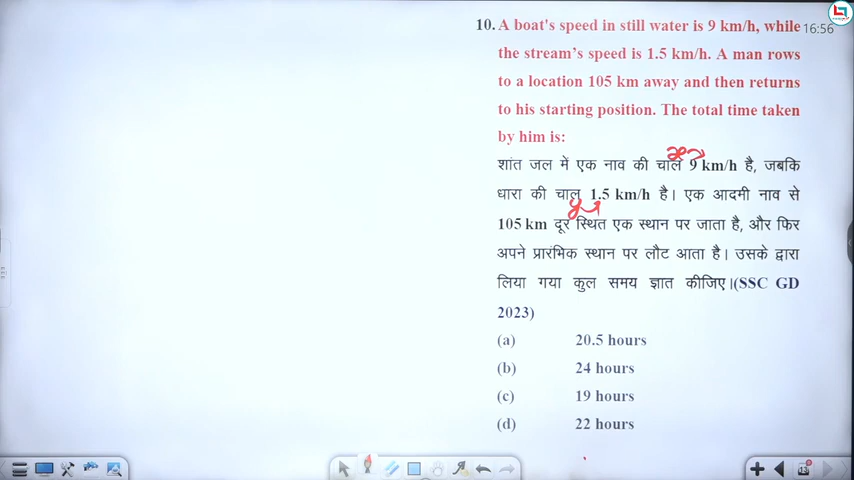 16:56
10. A boat's speed in still water is 9 km/h, while
the stream's speed is 1.5 km/h. A man rows
to a location 105 km away and then returns
to his starting position. The total time taken
by him is:
x
शांत जल में एक नाव की चाल 9 km/h है, जबकि
धारा की चाल 1.5 km/h है। एक आदमी नाव से
y
105 km दूर स्थित एक स्थान पर जाता है, और फिर
अपने प्रारंभिक स्थान पर लौट आता है। उसके द्वारा
लिया गया कुल समय ज्ञात कीजिए।(SSC GD
2023)
(a) 20.5 hours
(b) 24 hours
(c) 19 hours
(d) 22 hours